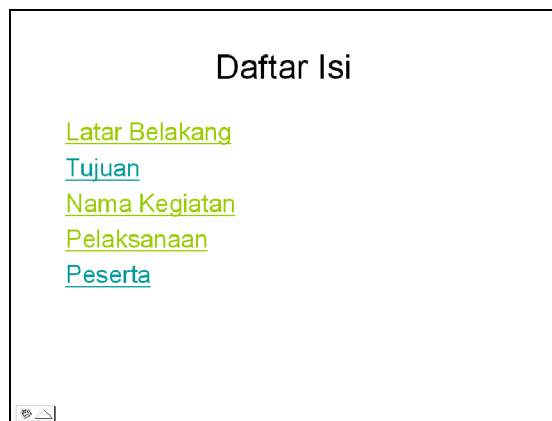 Daftar Isi
Latar Belakang
Tujuan
Nama Kegiatan
Pelaksanaan
Peserta